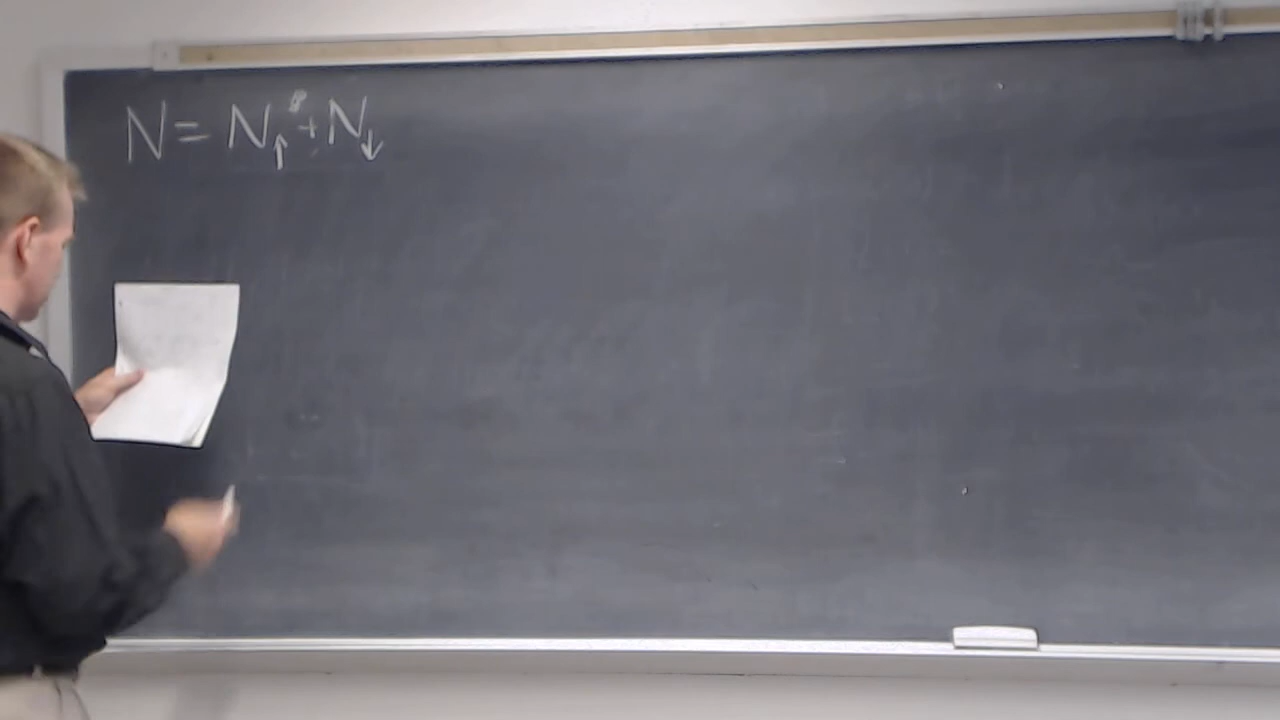 N = N↑ + N↓